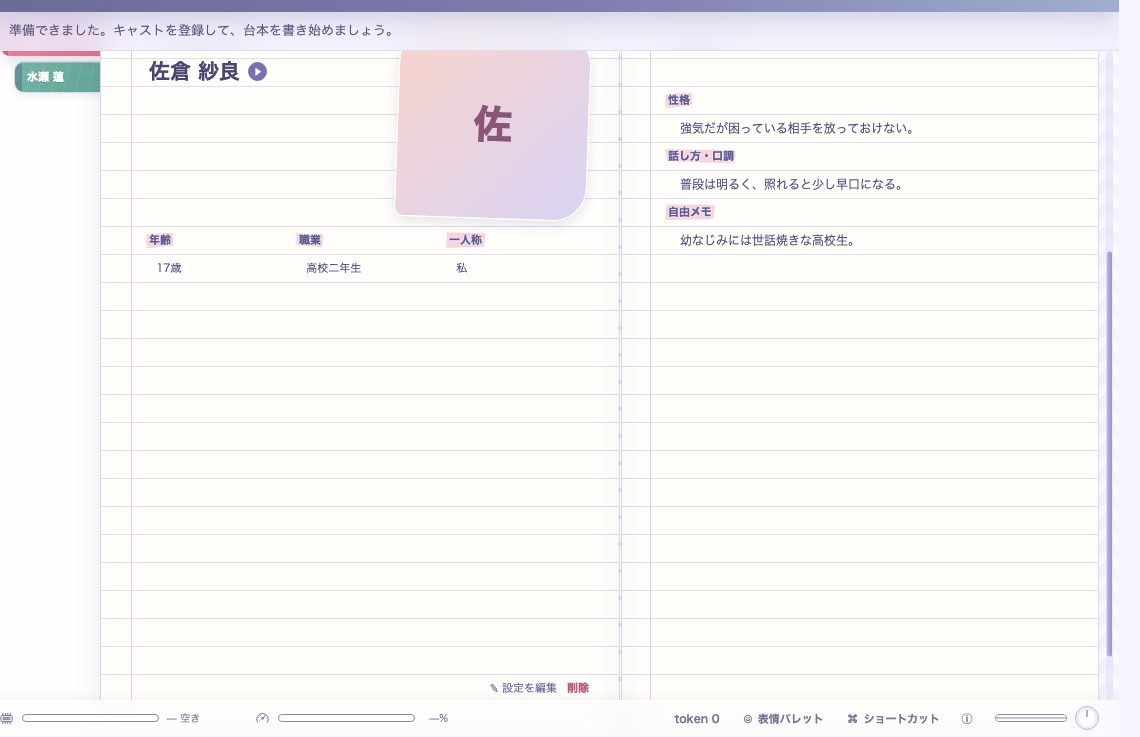 準備できました。キャストを登録して、台本を書き始めましょう。
水瀬 蓮
佐倉 紗良
佐
年齢 職業 一人称
17歳 高校二年生 私
✎ 設定を編集 削除
性格
強気だが困っている相手を放っておけない。
話し方・口調
普段は明るく、照れると少し早口になる。
自由メモ
幼なじみには世話焼きな高校生。
— 空き —% token 0 ◎ 表情パレット ⌘ ショートカット ⓘ